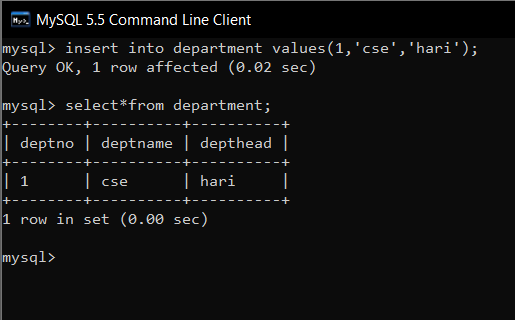 MySQL 5.5 Command Line Client
mysql> insert into department values(1,'cse','hari');
Query OK, 1 row affected (0.02 sec)
mysql> select*from department;
+--------+----------+----------+
| deptno | deptname | depthead |
+--------+----------+----------+
| 1      | cse      | hari     |
+--------+----------+----------+
1 row in set (0.00 sec)
mysql>